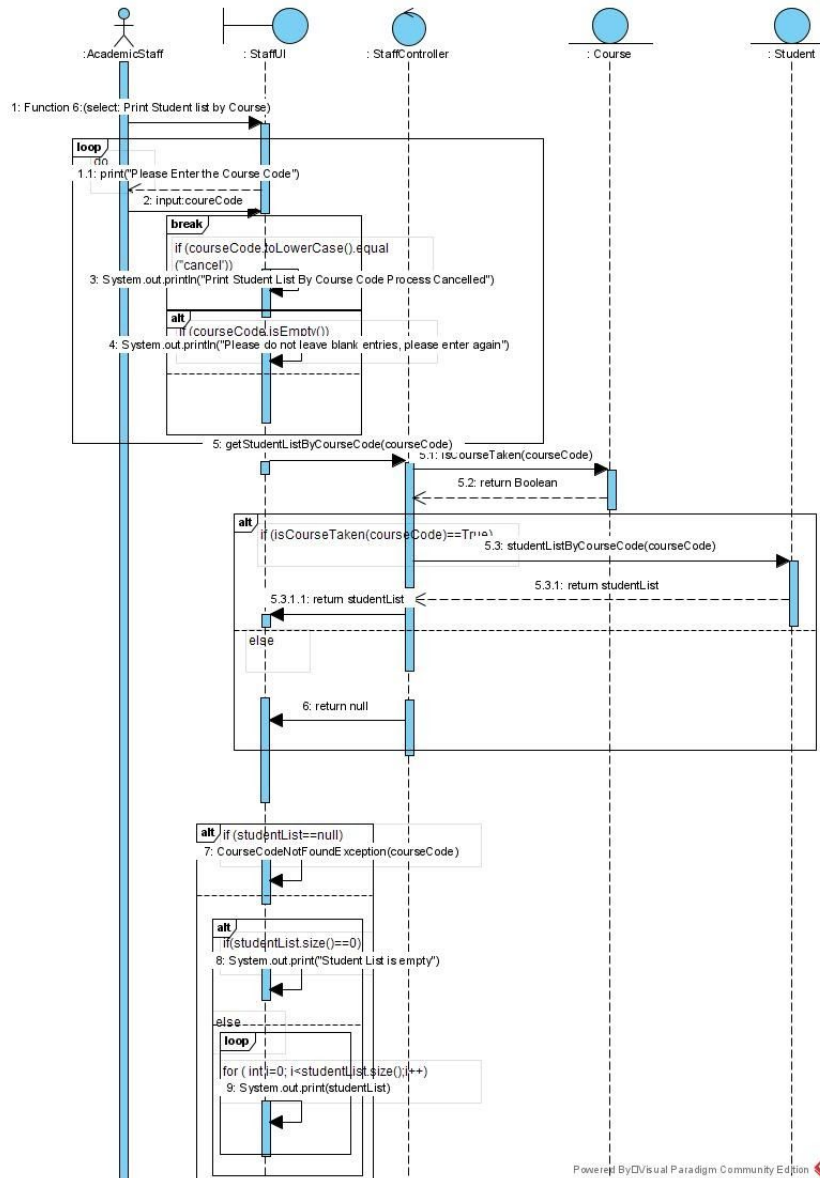 :AcademicStaff
: StaffUI
: StaffController
: Course
: Student
1: Function 6:(select: Print Student list by Course)
loop
do
1.1: print("Please Enter the Course Code")
2: input:coureCode
break
if (courseCode.toLowerCase().equal
("cancel"))
3: System.out.println("Print Student List By Course Code Process Cancelled")
alt
if (courseCode.isEmpty())
4: System.out.println("Please do not leave blank entries, please enter again")
5: getStudentListByCourseCode(courseCode)
5.1: isCourseTaken(courseCode)
5.2: return Boolean
alt
if (isCourseTaken(courseCode)==True)
5.3: studentListByCourseCode(courseCode)
5.3.1: return studentList
5.3.1.1: return studentList
else
6: return null
alt
if (studentList==null)
7: CourseCodeNotFoundException(courseCode)
alt
if(studentList.size()==0)
8: System.out.print("Student List is empty")
else
loop
for ( int i=0; i<studentList.size();i++)
9: System.out.print(studentList)
Powered By Visual Paradigm Community Edition